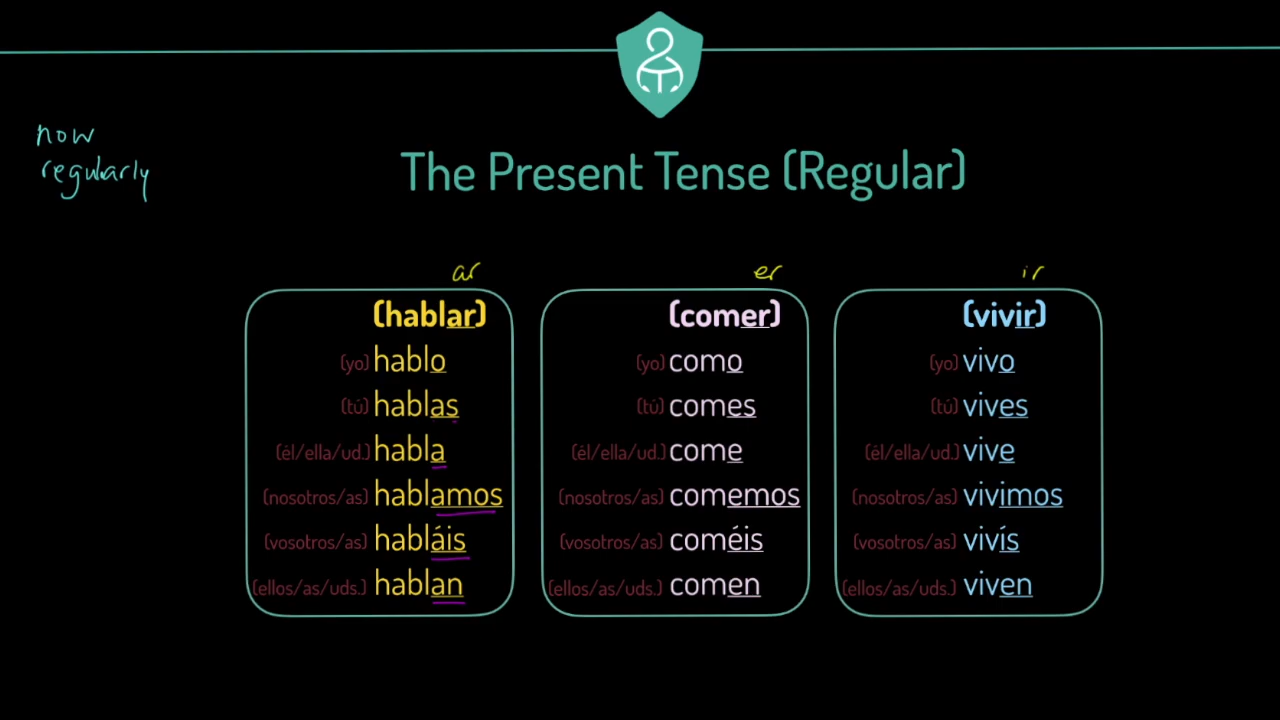 now
regularly
The Present Tense (Regular)
ar
(hablar)
(yo) hablo
(tú) hablas
(él/ella/ud.) habla
(nosotros/as) hablamos
(vosotros/as) habláis
(ellos/as/uds.) hablan
er
(comer)
(yo) como
(tú) comes
(él/ella/ud.) come
(nosotros/as) comemos
(vosotros/as) coméis
(ellos/as/uds.) comen
ir
(vivir)
(yo) vivo
(tú) vives
(él/ella/ud.) vive
(nosotros/as) vivimos
(vosotros/as) vivís
(ellos/as/uds.) viven